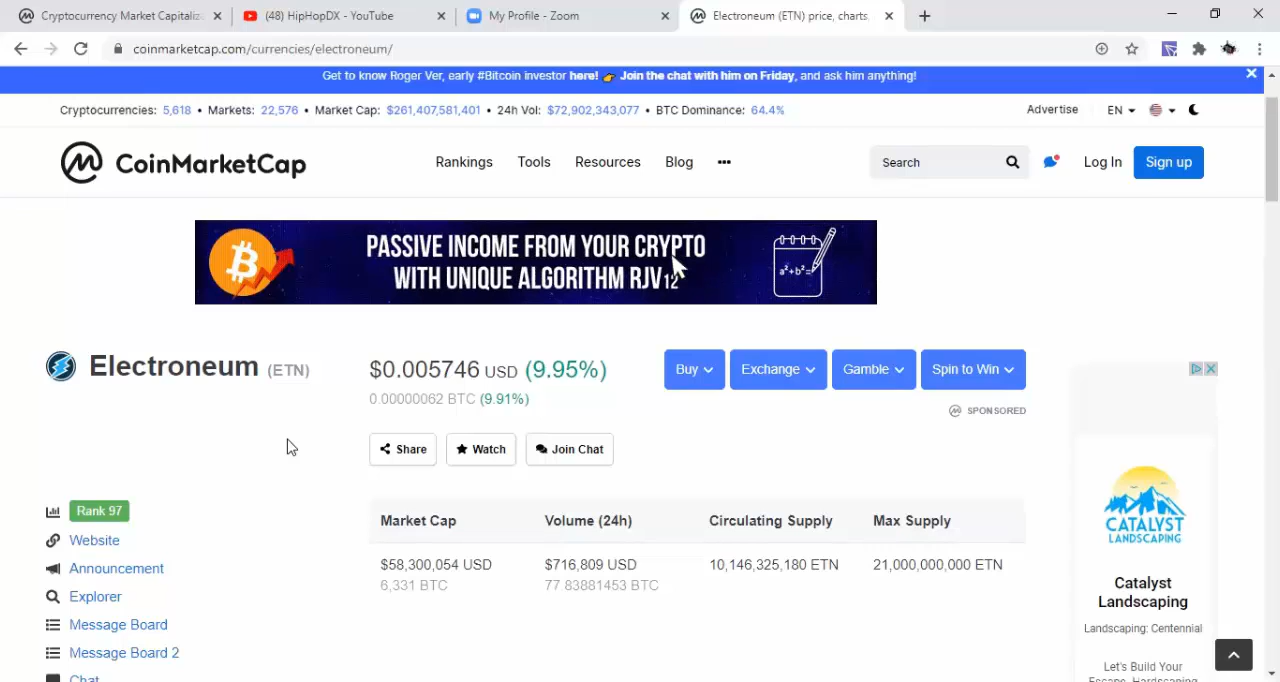 Cryptocurrency Market Capitaliz
(48) HipHopDX - YouTube
My Profile - Zoom
Electroneum (ETN) price, charts,
coinmarketcap.com/currencies/electroneum/
Get to know Roger Ver, early #Bitcoin investor here! 👉 Join the chat with him on Friday, and ask him anything!
Cryptocurrencies: 5,618 • Markets: 22,576 • Market Cap: $261,407,581,401 • 24h Vol: $72,902,343,077 • BTC Dominance: 64.4%
Advertise EN
CoinMarketCap
Rankings Tools Resources Blog •••
Search
Log In Sign up
PASSIVE INCOME FROM YOUR CRYPTO
WITH UNIQUE ALGORITHM RJV12
a²+b²=
Electroneum (ETN)
$0.005746 USD (9.95%)
0.00000062 BTC (9.91%)
Buy Exchange Gamble Spin to Win
SPONSORED
Share Watch Join Chat
Rank 97
Website
Announcement
Explorer
Message Board
Message Board 2
Chat
Market Cap Volume (24h) Circulating Supply Max Supply
$58,300,054 USD $716,809 USD 10,146,325,180 ETN 21,000,000,000 ETN
6,331 BTC 77.83881453 BTC
CATALYST
LANDSCAPING
Catalyst
Landscaping
Landscaping: Centennial
Let's Build Your
Escape. Hardscaping